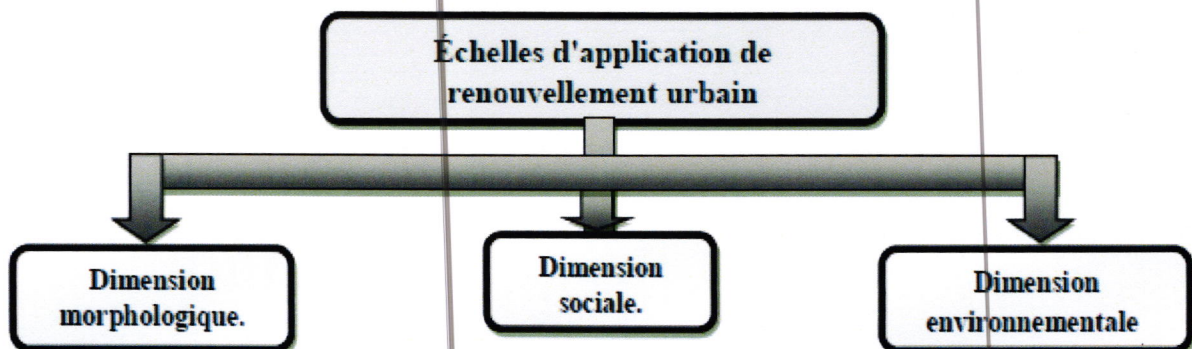 Échelles d'application de
renouvellement urbain
Dimension
morphologique.
Dimension
sociale.
Dimension
environnementale